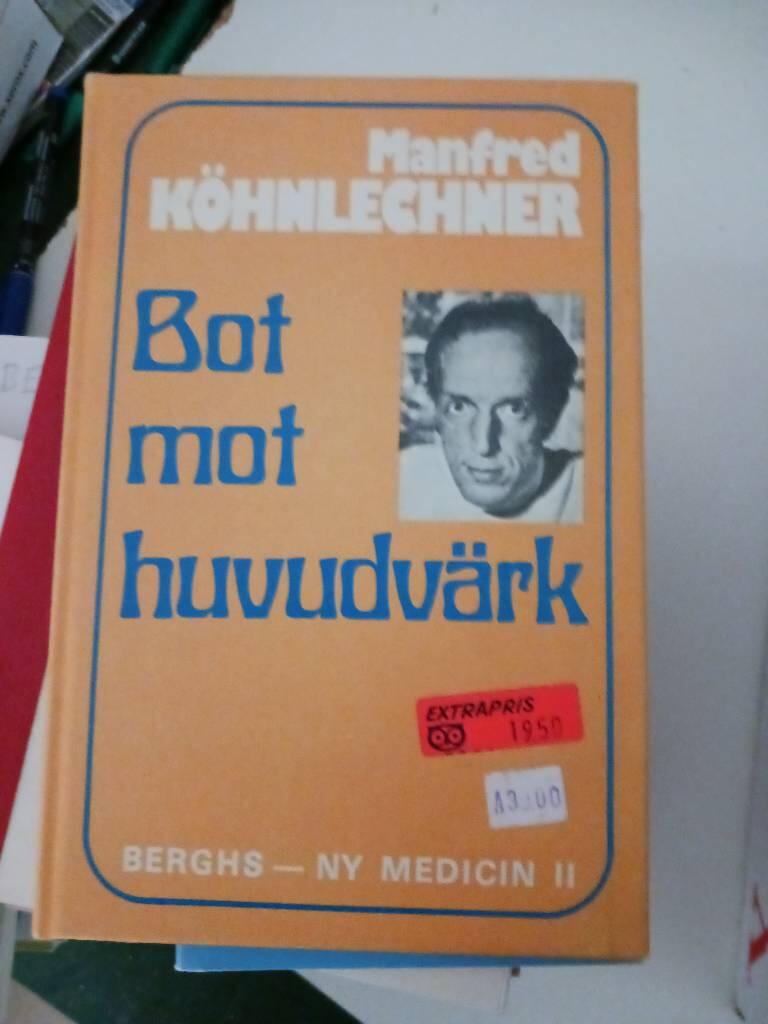 Manfred
KÖHNLECHNER
Bot
mot
huvudvärk
EXTRAPRIS
1950
BERGHS — NY MEDICIN II